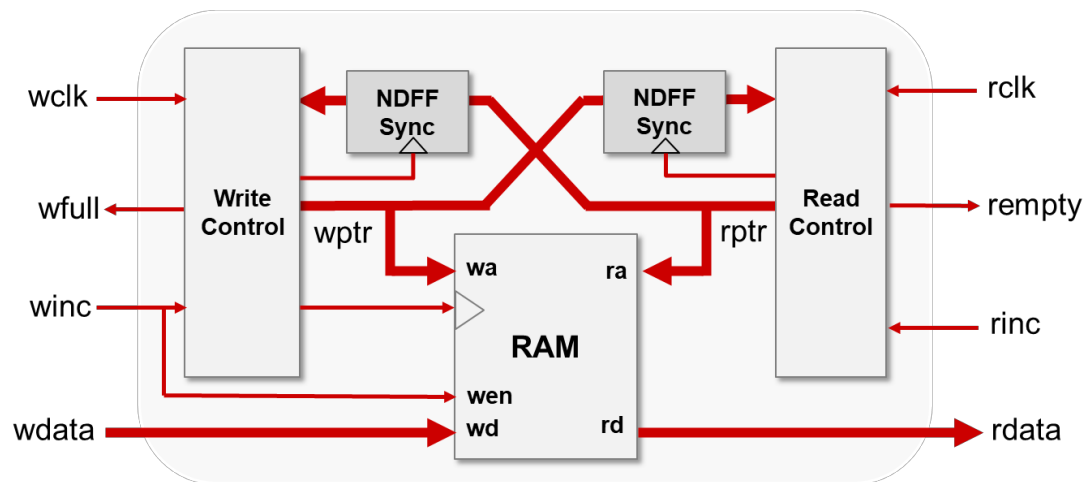 wclk
wfull
winc
wdata
Write
Control
NDFF
Sync
NDFF
Sync
wptr
rptr
wa
ra
RAM
wen
wd
rd
Read
Control
rclk
rempty
rinc
rdata